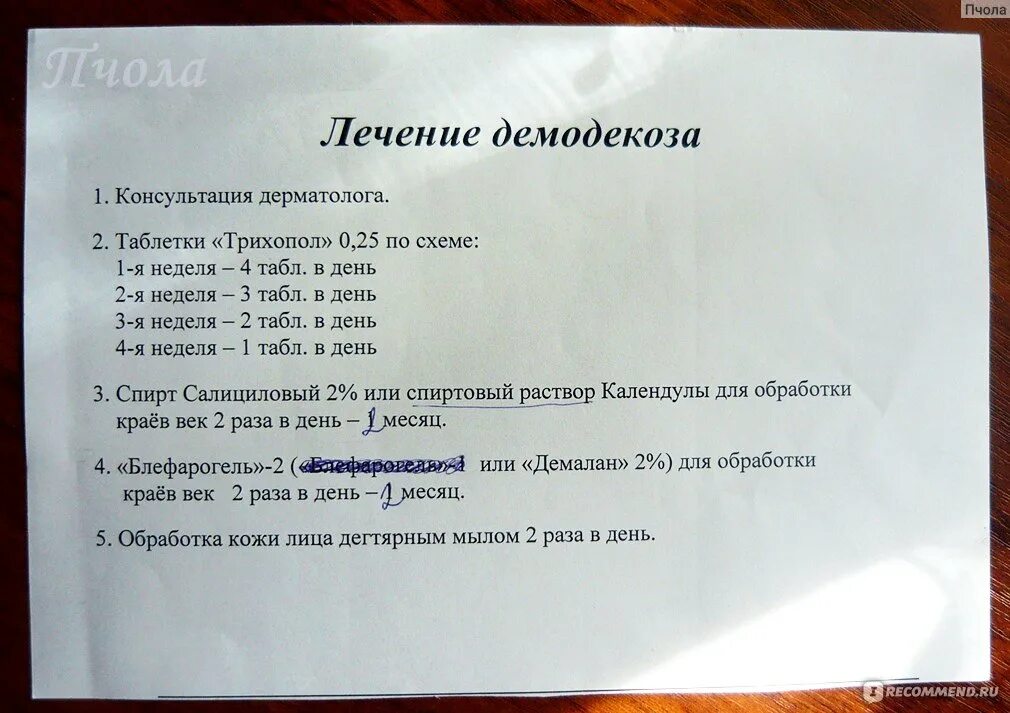 Пчола
Пчола
Лечение демодекоза
1. Консультация дерматолога.
2. Таблетки «Трихопол» 0,25 по схеме:
1-я неделя – 4 табл. в день
2-я неделя – 3 табл. в день
3-я неделя – 2 табл. в день
4-я неделя – 1 табл. в день
3. Спирт Салициловый 2% или спиртовый раствор Календулы для обработки
краёв век 2 раза в день – 2 месяц.
4. «Блефарогель»-2 («Блефарогель»-1 или «Демалан» 2%) для обработки
краёв век 2 раза в день – 2 месяц.
5. Обработка кожи лица дегтярным мылом 2 раза в день.
IRECOMMEND.RU